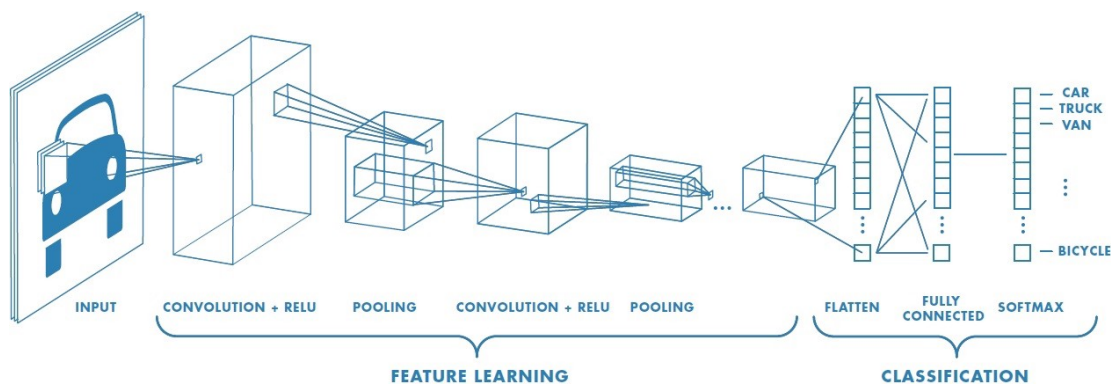 CAR
TRUCK
VAN
BICYCLE
INPUT
CONVOLUTION + RELU
POOLING
CONVOLUTION + RELU
POOLING
FLATTEN
FULLY
CONNECTED
SOFTMAX
FEATURE LEARNING
CLASSIFICATION